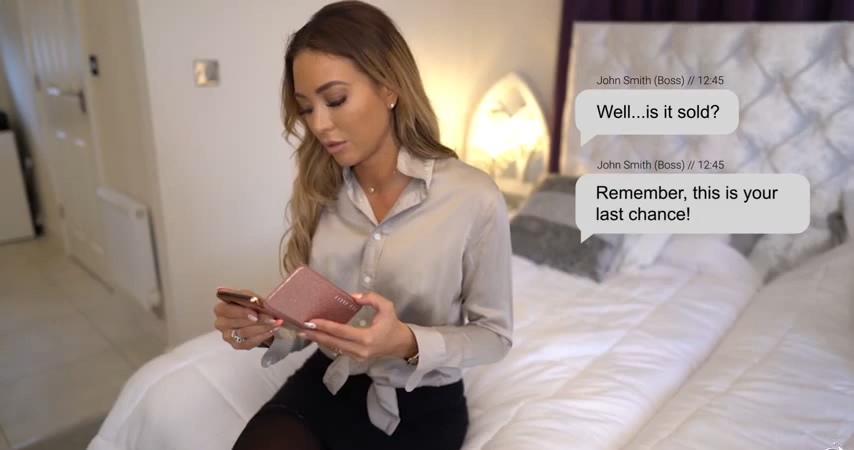 John Smith (Boss) // 12:45
Well...is it sold?
John Smith (Boss) // 12:45
Remember, this is your
last chance!